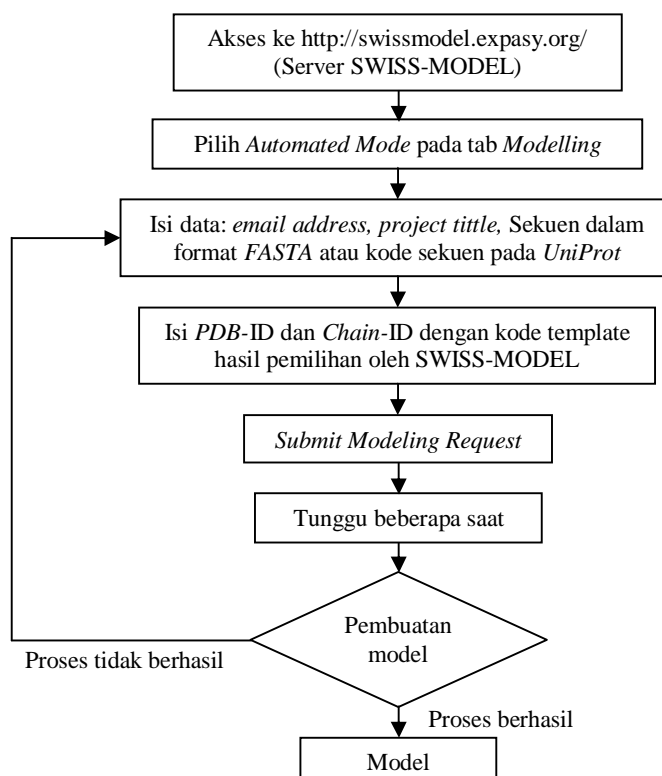 Akses ke http://swissmodel.expasy.org/
(Server SWISS-MODEL)
Pilih Automated Mode pada tab Modelling
Isi data: email address, project tittle, Sekuen dalam
format FASTA atau kode sekuen pada UniProt
Isi PDB-ID dan Chain-ID dengan kode template
hasil pemilihan oleh SWISS-MODEL
Submit Modeling Request
Tunggu beberapa saat
Pembuatan
model
Proses tidak berhasil
Proses berhasil
Model